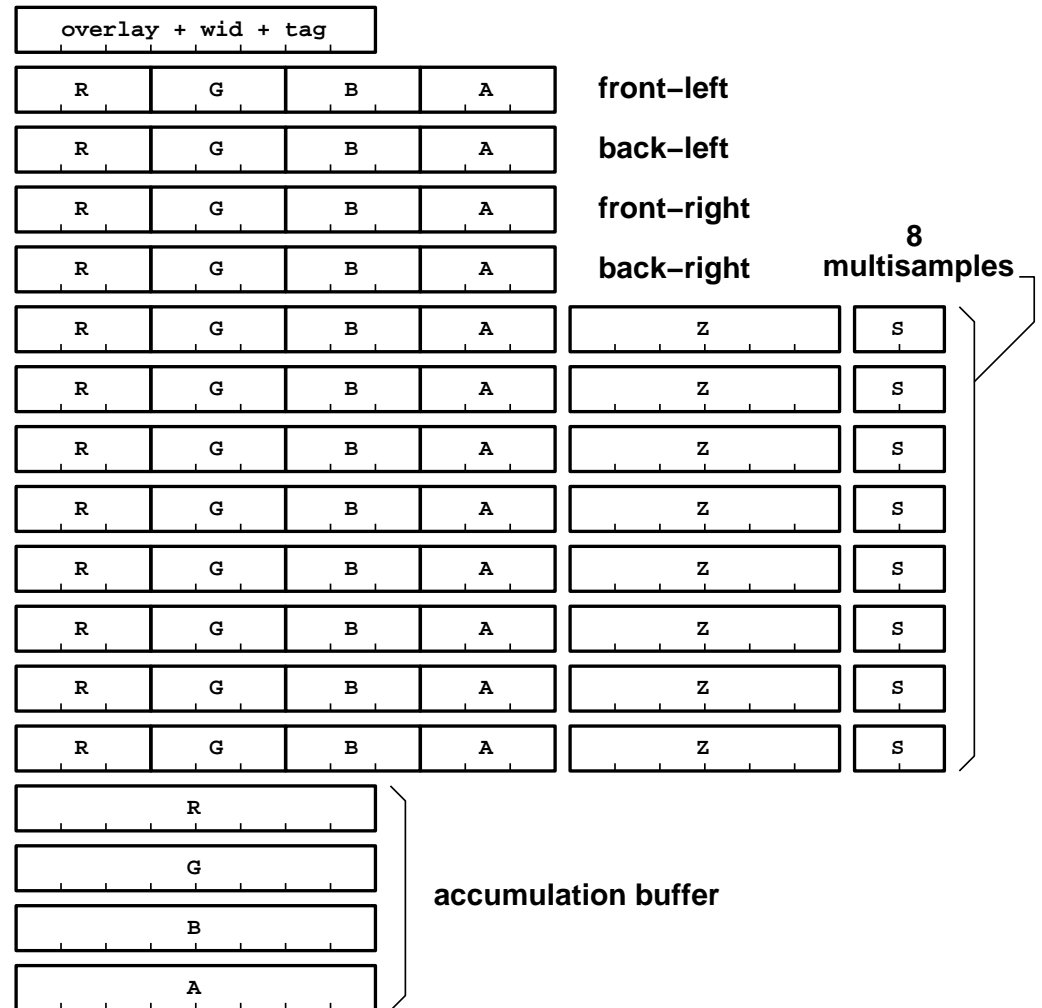 overlay + wid + tag
R G B A front−left
R G B A back−left
R G B A front−right
8
R G B A back−right multisamples
R G B A Z S
R G B A Z S
R G B A Z S
R G B A Z S
R G B A Z S
R G B A Z S
R G B A Z S
R G B A Z S
R
G
accumulation buffer
B
A